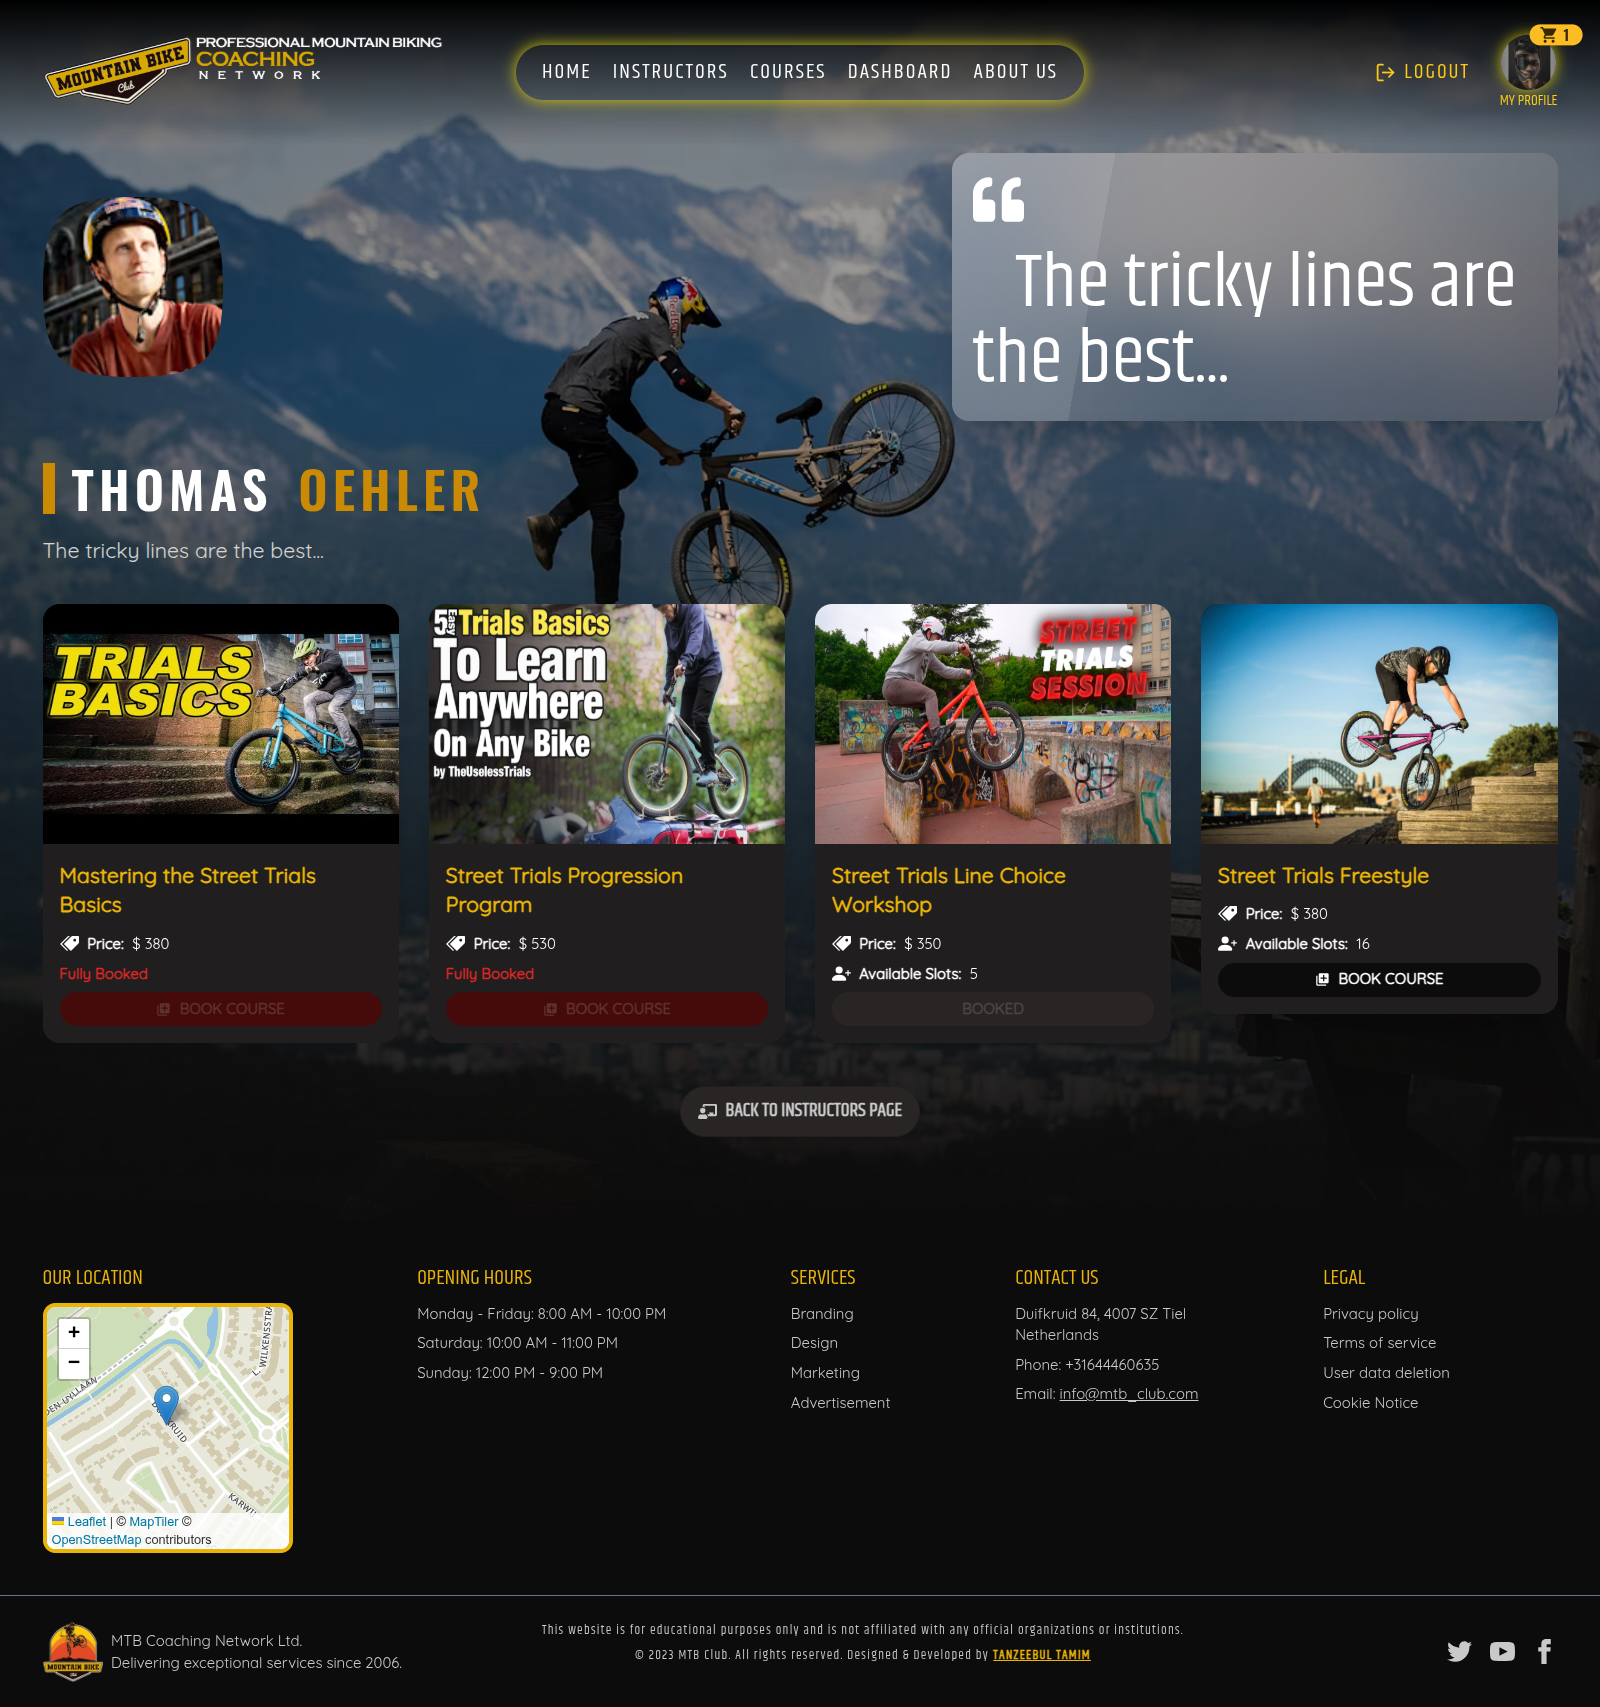 MOUNTAIN BIKE
Club
PROFESSIONAL MOUNTAIN BIKING
COACHING
NETWORK
HOME INSTRUCTORS COURSES DASHBOARD ABOUT US
LOGOUT
1
MY PROFILE
“
The tricky lines are
the best...
Red Bull
MAXXIS
TREK
THOMAS OEHLER
The tricky lines are the best...
TRIALS
BASICS
Mastering the Street Trials
Basics
Price: $ 380
Fully Booked
BOOK COURSE
5 Easy Trials Basics
To Learn
Anywhere
On Any Bike
by TheUselessTrials
Street Trials Progression
Program
Price: $ 530
Fully Booked
BOOK COURSE
STREET
TRIALS
SESSION
Street Trials Line Choice
Workshop
Price: $ 350
Available Slots: 5
BOOKED
Street Trials Freestyle
Price: $ 380
Available Slots: 16
BOOK COURSE
BACK TO INSTRUCTORS PAGE
OUR LOCATION
+
−
L. WILKENSSTRA
DEN-UYLLAAN
KARWI
Leaflet | © MapTiler ©
OpenStreetMap contributors
OPENING HOURS
Monday - Friday: 8:00 AM - 10:00 PM
Saturday: 10:00 AM - 11:00 PM
Sunday: 12:00 PM - 9:00 PM
SERVICES
Branding
Design
Marketing
Advertisement
CONTACT US
Duifkruid 84, 4007 SZ Tiel
Netherlands
Phone: +31644460635
Email: info@mtb_club.com
LEGAL
Privacy policy
Terms of service
User data deletion
Cookie Notice
MOUNTAIN BIKE
MTB Coaching Network Ltd.
Delivering exceptional services since 2006.
This website is for educational purposes only and is not affiliated with any official organizations or institutions.
© 2023 MTB Club. All rights reserved. Designed & Developed by TANZEEBUL TAMIM